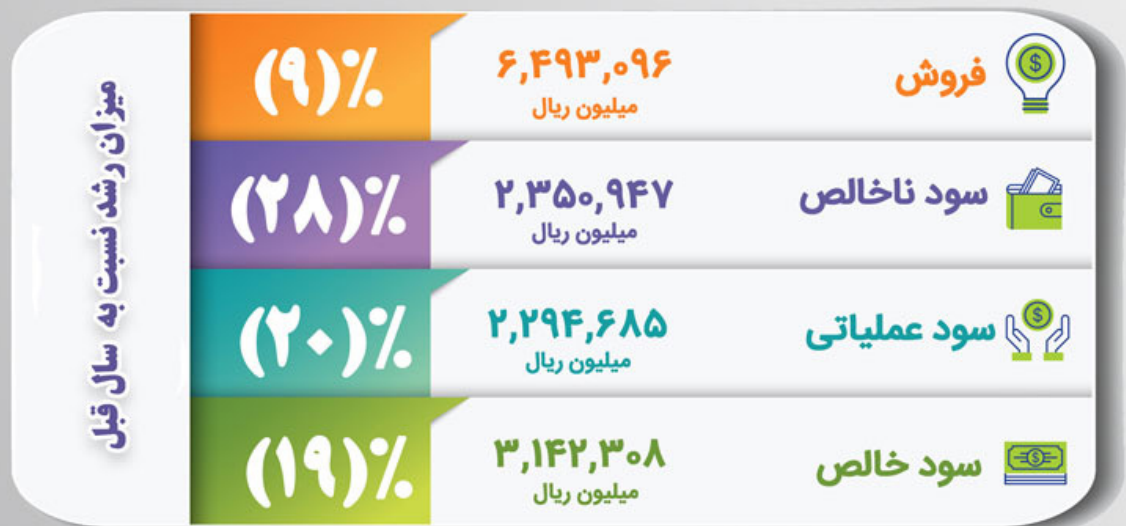 فروش
۶,۴۹۳,۰۹۶
میلیون ریال
(۹)%
سود ناخالص
۲,۳۵۰,۹۴۷
میلیون ریال
(۲۸)%
سود عملیاتی
۲,۲۹۴,۶۸۵
میلیون ریال
(۲۰)%
سود خالص
۳,۱۴۲,۳۰۸
میلیون ریال
(۱۹)%
میزان رشد نسبت به سال قبل